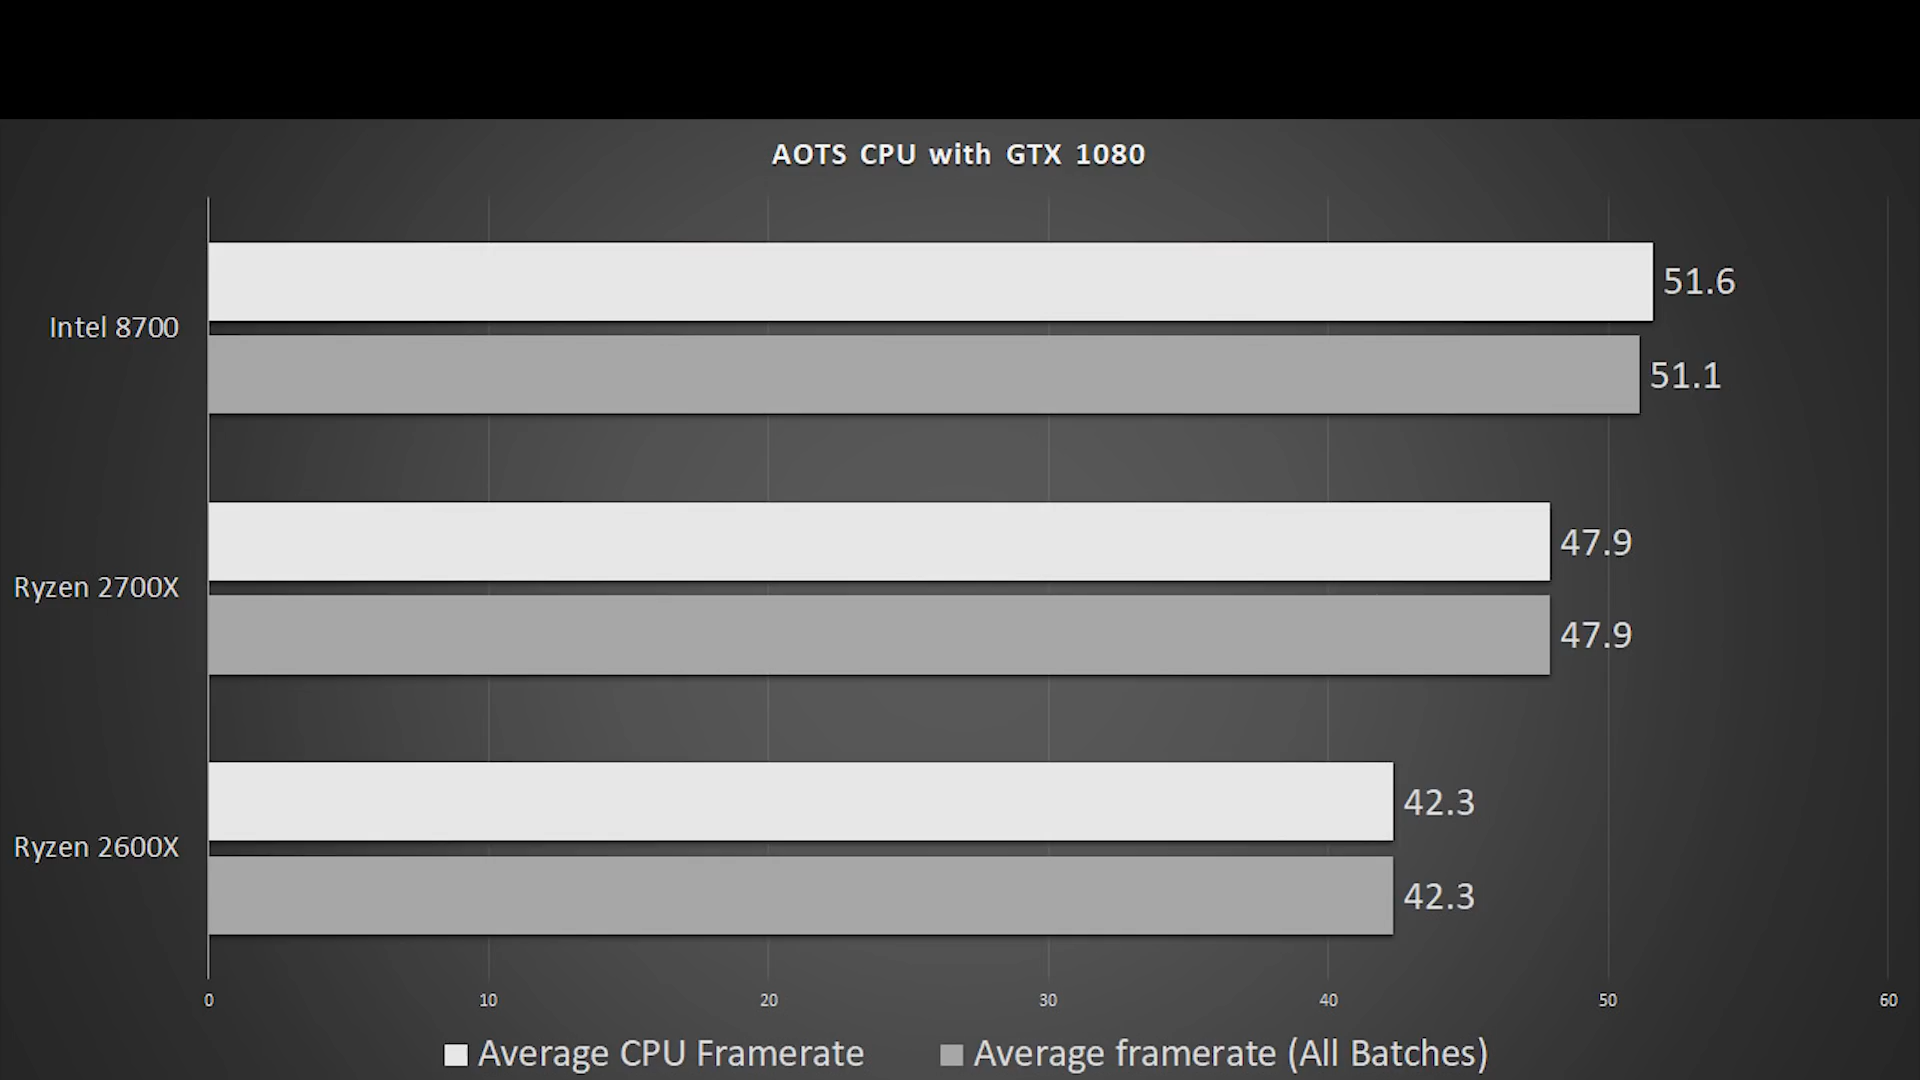 AOTS CPU with GTX 1080
Intel 8700
51.6
51.1
Ryzen 2700X
47.9
47.9
Ryzen 2600X
42.3
42.3
0 10 20 30 40 50 60
Average CPU Framerate Average framerate (All Batches)